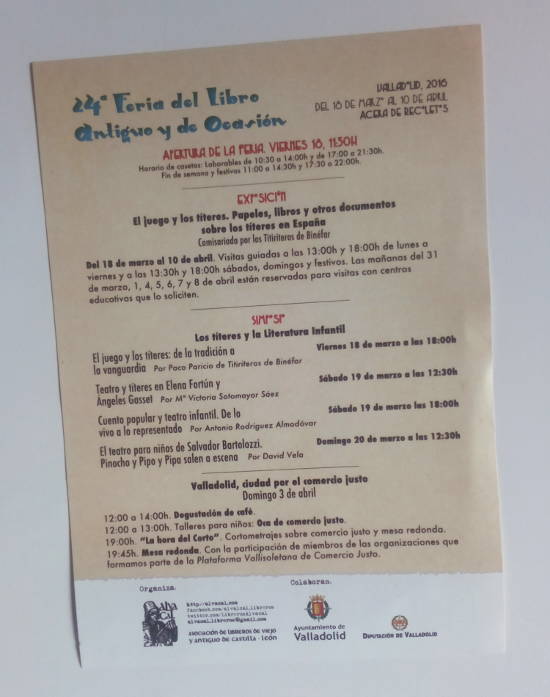 24ª Feria del Libro
Antiguo y de Ocasión
VALLADOLID, 2016
DEL 18 DE MARZO AL 10 DE ABRIL
ACERA DE RECOLETOS
APERTURA DE LA FERIA. VIERNES 18, 11:50H
Horario de casetas: Laborables de 10:30 a 14:00h y de 17:00 a 21:30h.
Fin de semana y festivos 11:00 a 14:30h y 17:30 a 22:00h.
EXPOSICIÓN
El juego y los títeres. Papeles, libros y otros documentos
sobre los títeres en España
Comisariada por los Titiriteros de Binéfar
Del 18 de marzo al 10 de abril. Visitas guiadas a las 13:00h y 18:00h de lunes a
viernes y a las 13:30h y 18:00h sábados, domingos y festivos. Las mañanas del 31
de marzo, 1, 4, 5, 6, 7 y 8 de abril están reservadas para visitas con centros
educativos que lo soliciten.
SIMPOSIO
Los títeres y la Literatura Infantil
El juego y los títeres: de la tradición a
la vanguardia Por Paco Paricio de Titiriteros de Binéfar
Viernes 18 de marzo a las 18:00h
Teatro y títeres en Elena Fortún y
Ángeles Gasset Por Mª Victoria Sotomayor Sáez
Sábado 19 de marzo a las 12:30h
Cuento popular y teatro infantil. De lo
vivo a lo representado Por Antonio Rodríguez Almodóvar
Sábado 19 de marzo a las 18:00h
El teatro para niños de Salvador Bartolozzi.
Pinocho y Pipo y Pipa salen a escena Por David Vela
Domingo 20 de marzo a las 12:30h
Valladolid, ciudad por el comercio justo
Domingo 3 de abril
12:00 a 14:00h. Degustación de café.
12:00 a 13:00h. Talleres para niños: Oca de comercio justo.
19:00h. "La hora del Corto". Cortometrajes sobre comercio justo y mesa redonda.
19:45h. Mesa redonda. Con la participación de miembros de las organizaciones que
formamos parte de la Plataforma Vallisoletana de Comercio Justo.
Organiza.
http://alvacal.com
facebook.com/alvacal.libreros
twitter.com/librerosalvacal
alvacal.libreros@gmail.com
ASOCIACIÓN DE LIBREROS DE VIEJO
Y ANTIGUO DE CASTILLA - LEÓN
Colaboran.
Ayuntamiento de
Valladolid
DIPUTACIÓN DE VALLADOLID